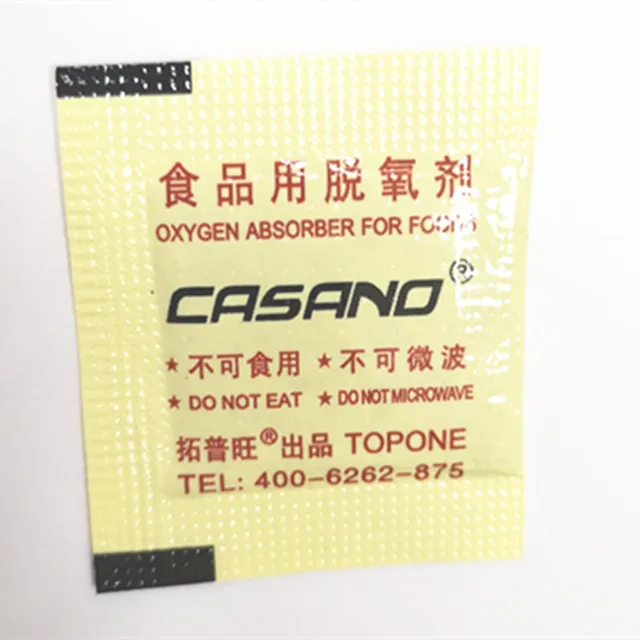 食品用脱氧剂
OXYGEN ABSORBER FOR FOODS
CASANO®
★ 不可食用 ★ 不可微波
★ DO NOT EAT ★ DO NOT MICROWAVE
拓普旺®出品 TOPONE
TEL: 400-6262-875